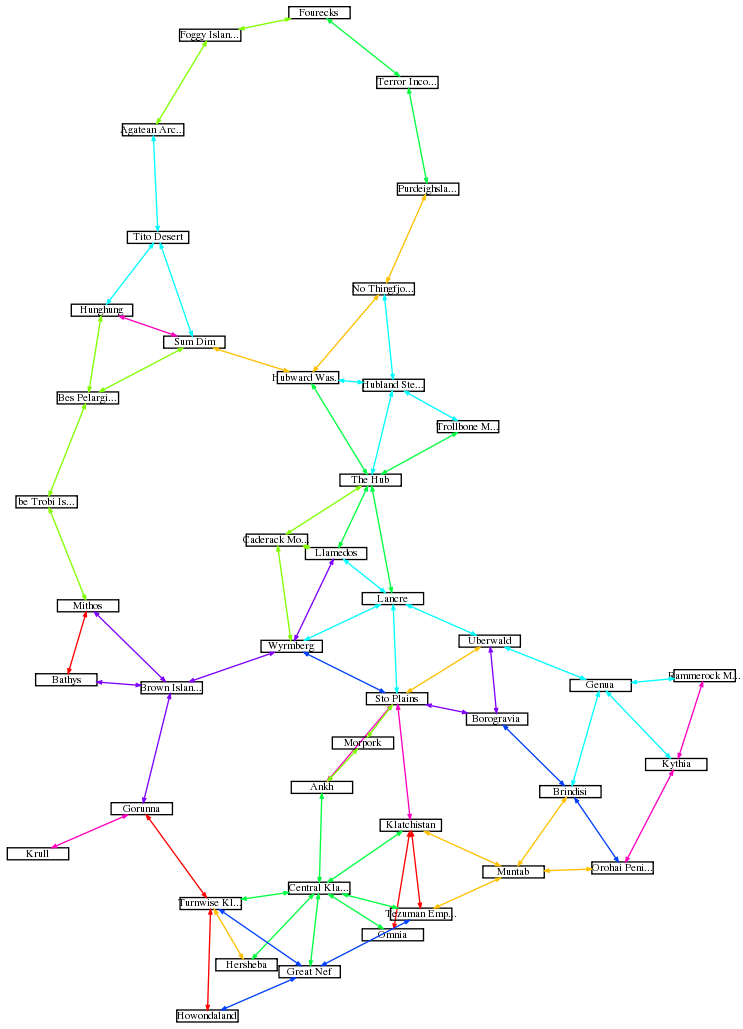 Fourecks
Foggy Islan...
Terror Inco...
Agatean Arc...
Purdeighsla...
Tito Desert
No Thingfjo...
Hunghung
Sum Dim
Hubward Was...
Hubland Ste...
Bes Pelargi...
Trollbone M...
The Hub
be Trobi Is...
Caderack Mo...
Llamedos
Lancre
Mithos
Uberwald
Wyrmberg
Hammerock M...
Bathys
Genua
Brown Islan...
Sto Plains
Borogravia
Morpork
Kythia
Ankh
Brindisi
Gorunna
Klatchistan
Krull
Orohai Peni...
Muntab
Central Kla...
Turnwise Kl...
Tezuman Emp...
Omnia
Hersheba
Great Nef
Howondaland